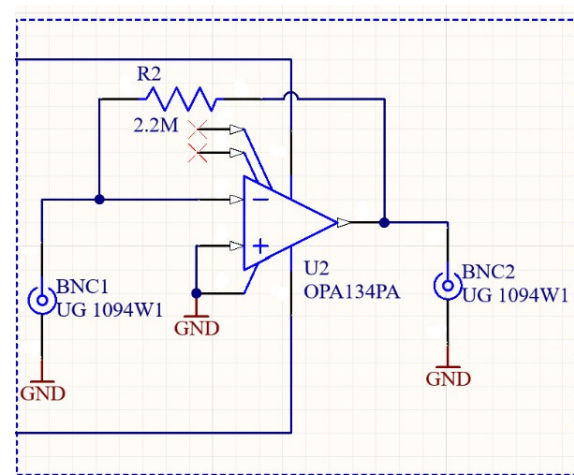 R2
2.2M
−
+
U2
OPA134PA
BNC1
UG 1094W1
BNC2
UG 1094W1
GND
GND
GND